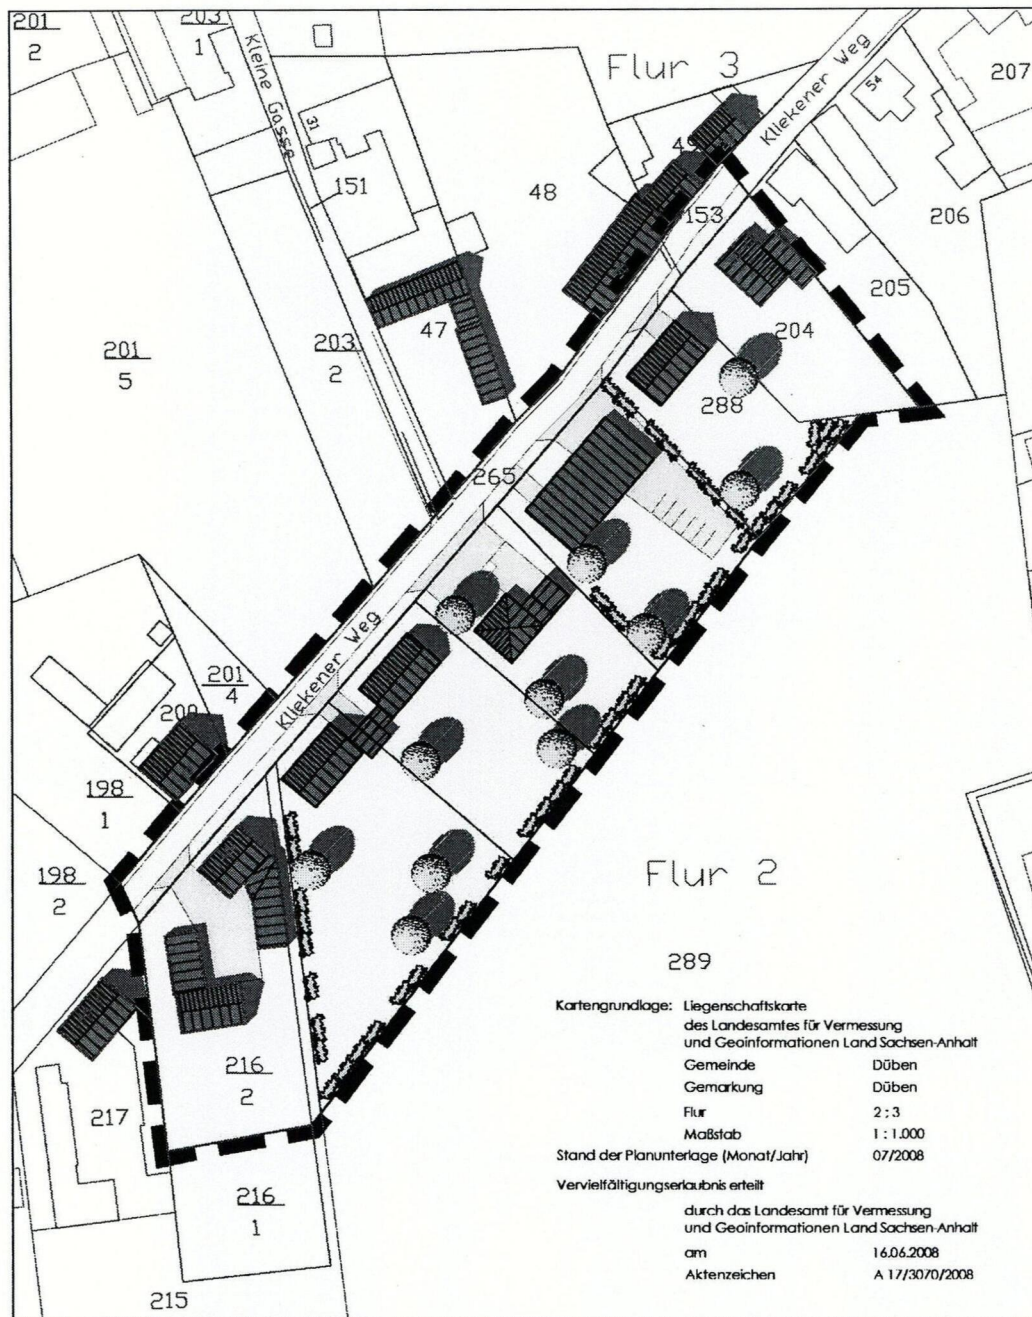 201
2
203
1
Kleine Gasse
Flur 3
Kliekener Weg
54
207
31
151
48
153
206
205
47
203
2
204
201
5
288
265
Kliekener Weg
201
4
200
198
1
198
2
Flur 2
289
216
2
217
216
1
215
Kartengrundlage: Liegenschaftskarte
des Landesamtes für Vermessung
und Geoinformationen Land Sachsen-Anhalt
Gemeinde Düben
Gemarkung Düben
Flur 2 ; 3
Maßstab 1 : 1.000
Stand der Planunterlage (Monat/Jahr) 07/2008
Vervielfältigungserlaubnis erteilt
durch das Landesamt für Vermessung
und Geoinformationen Land Sachsen-Anhalt
am 16.06.2008
Aktenzeichen A 17/3070/2008